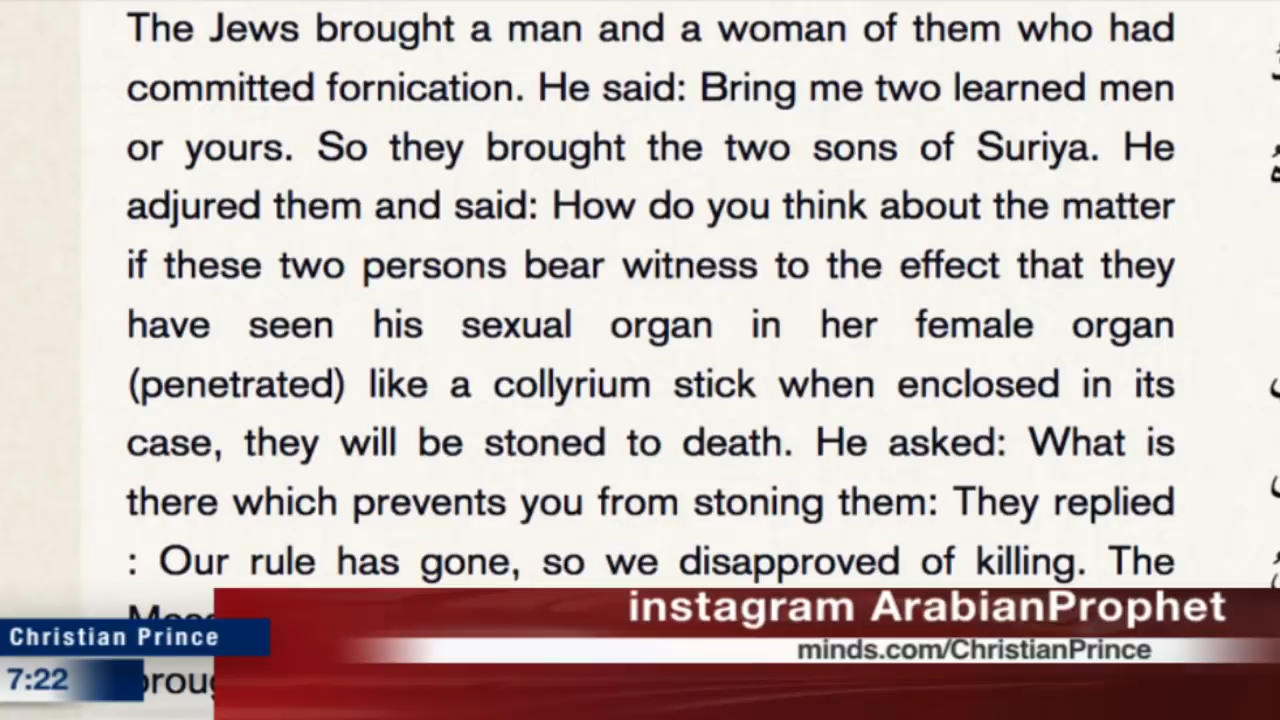 The Jews brought a man and a woman of them who had
committed fornication. He said: Bring me two learned men
or yours. So they brought the two sons of Suriya. He
adjured them and said: How do you think about the matter
if these two persons bear witness to the effect that they
have seen his sexual organ in her female organ
(penetrated) like a collyrium stick when enclosed in its
case, they will be stoned to death. He asked: What is
there which prevents you from stoning them: They replied
: Our rule has gone, so we disapproved of killing. The
instagram ArabianProphet
Christian Prince
minds.com/ChristianPrince
7:22